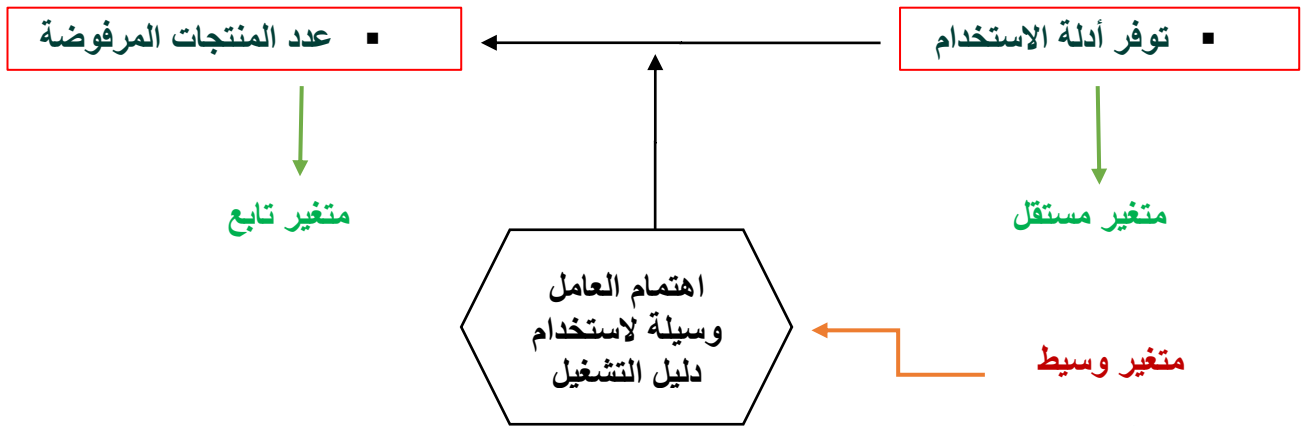 ▪ توفر أدلة الاستخدام
▪ عدد المنتجات المرفوضة
متغير مستقل
متغير تابع
اهتمام العامل
وسيلة لاستخدام
دليل التشغيل
متغير وسيط